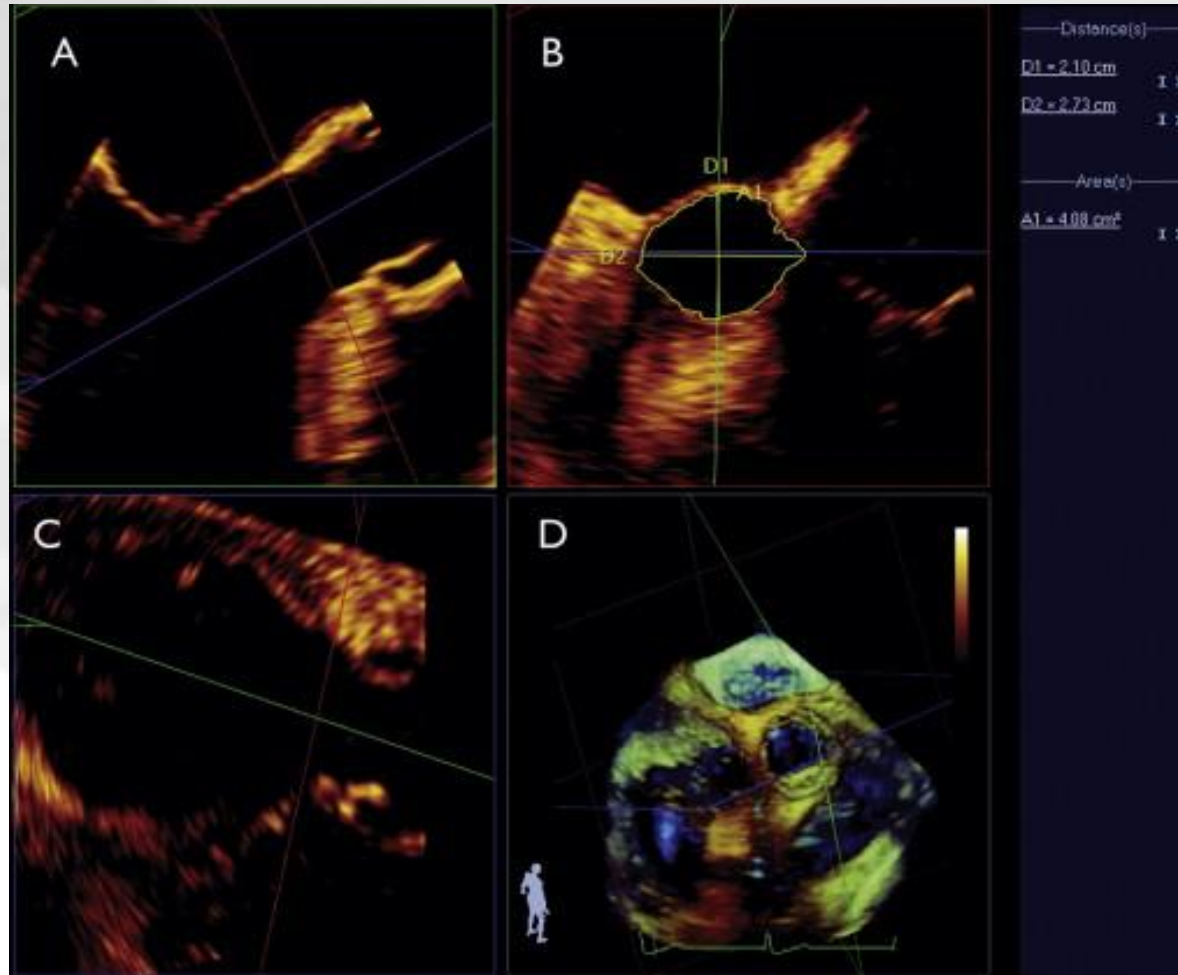 A
B
Distance(s)
D1 = 2.10 cm
D2 = 2.73 cm
D1
A1
D2
Area(s)
A1 = 4.08 cm²
C
D